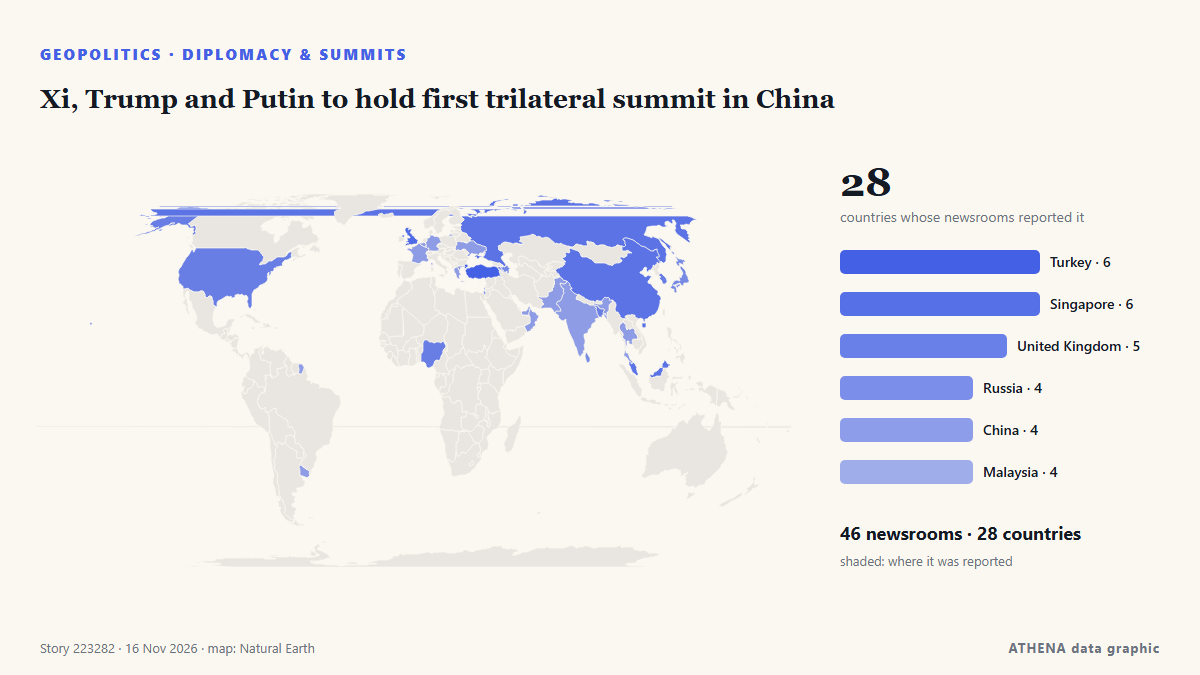 GEOPOLITICS · DIPLOMACY & SUMMITS
Xi, Trump and Putin to hold first trilateral summit in China
28
countries whose newsrooms reported it
Turkey · 6
Singapore · 6
United Kingdom · 5
Russia · 4
China · 4
Malaysia · 4
46 newsrooms · 28 countries
shaded: where it was reported
Story 223282 · 16 Nov 2026 · map: Natural Earth
ATHENA data graphic